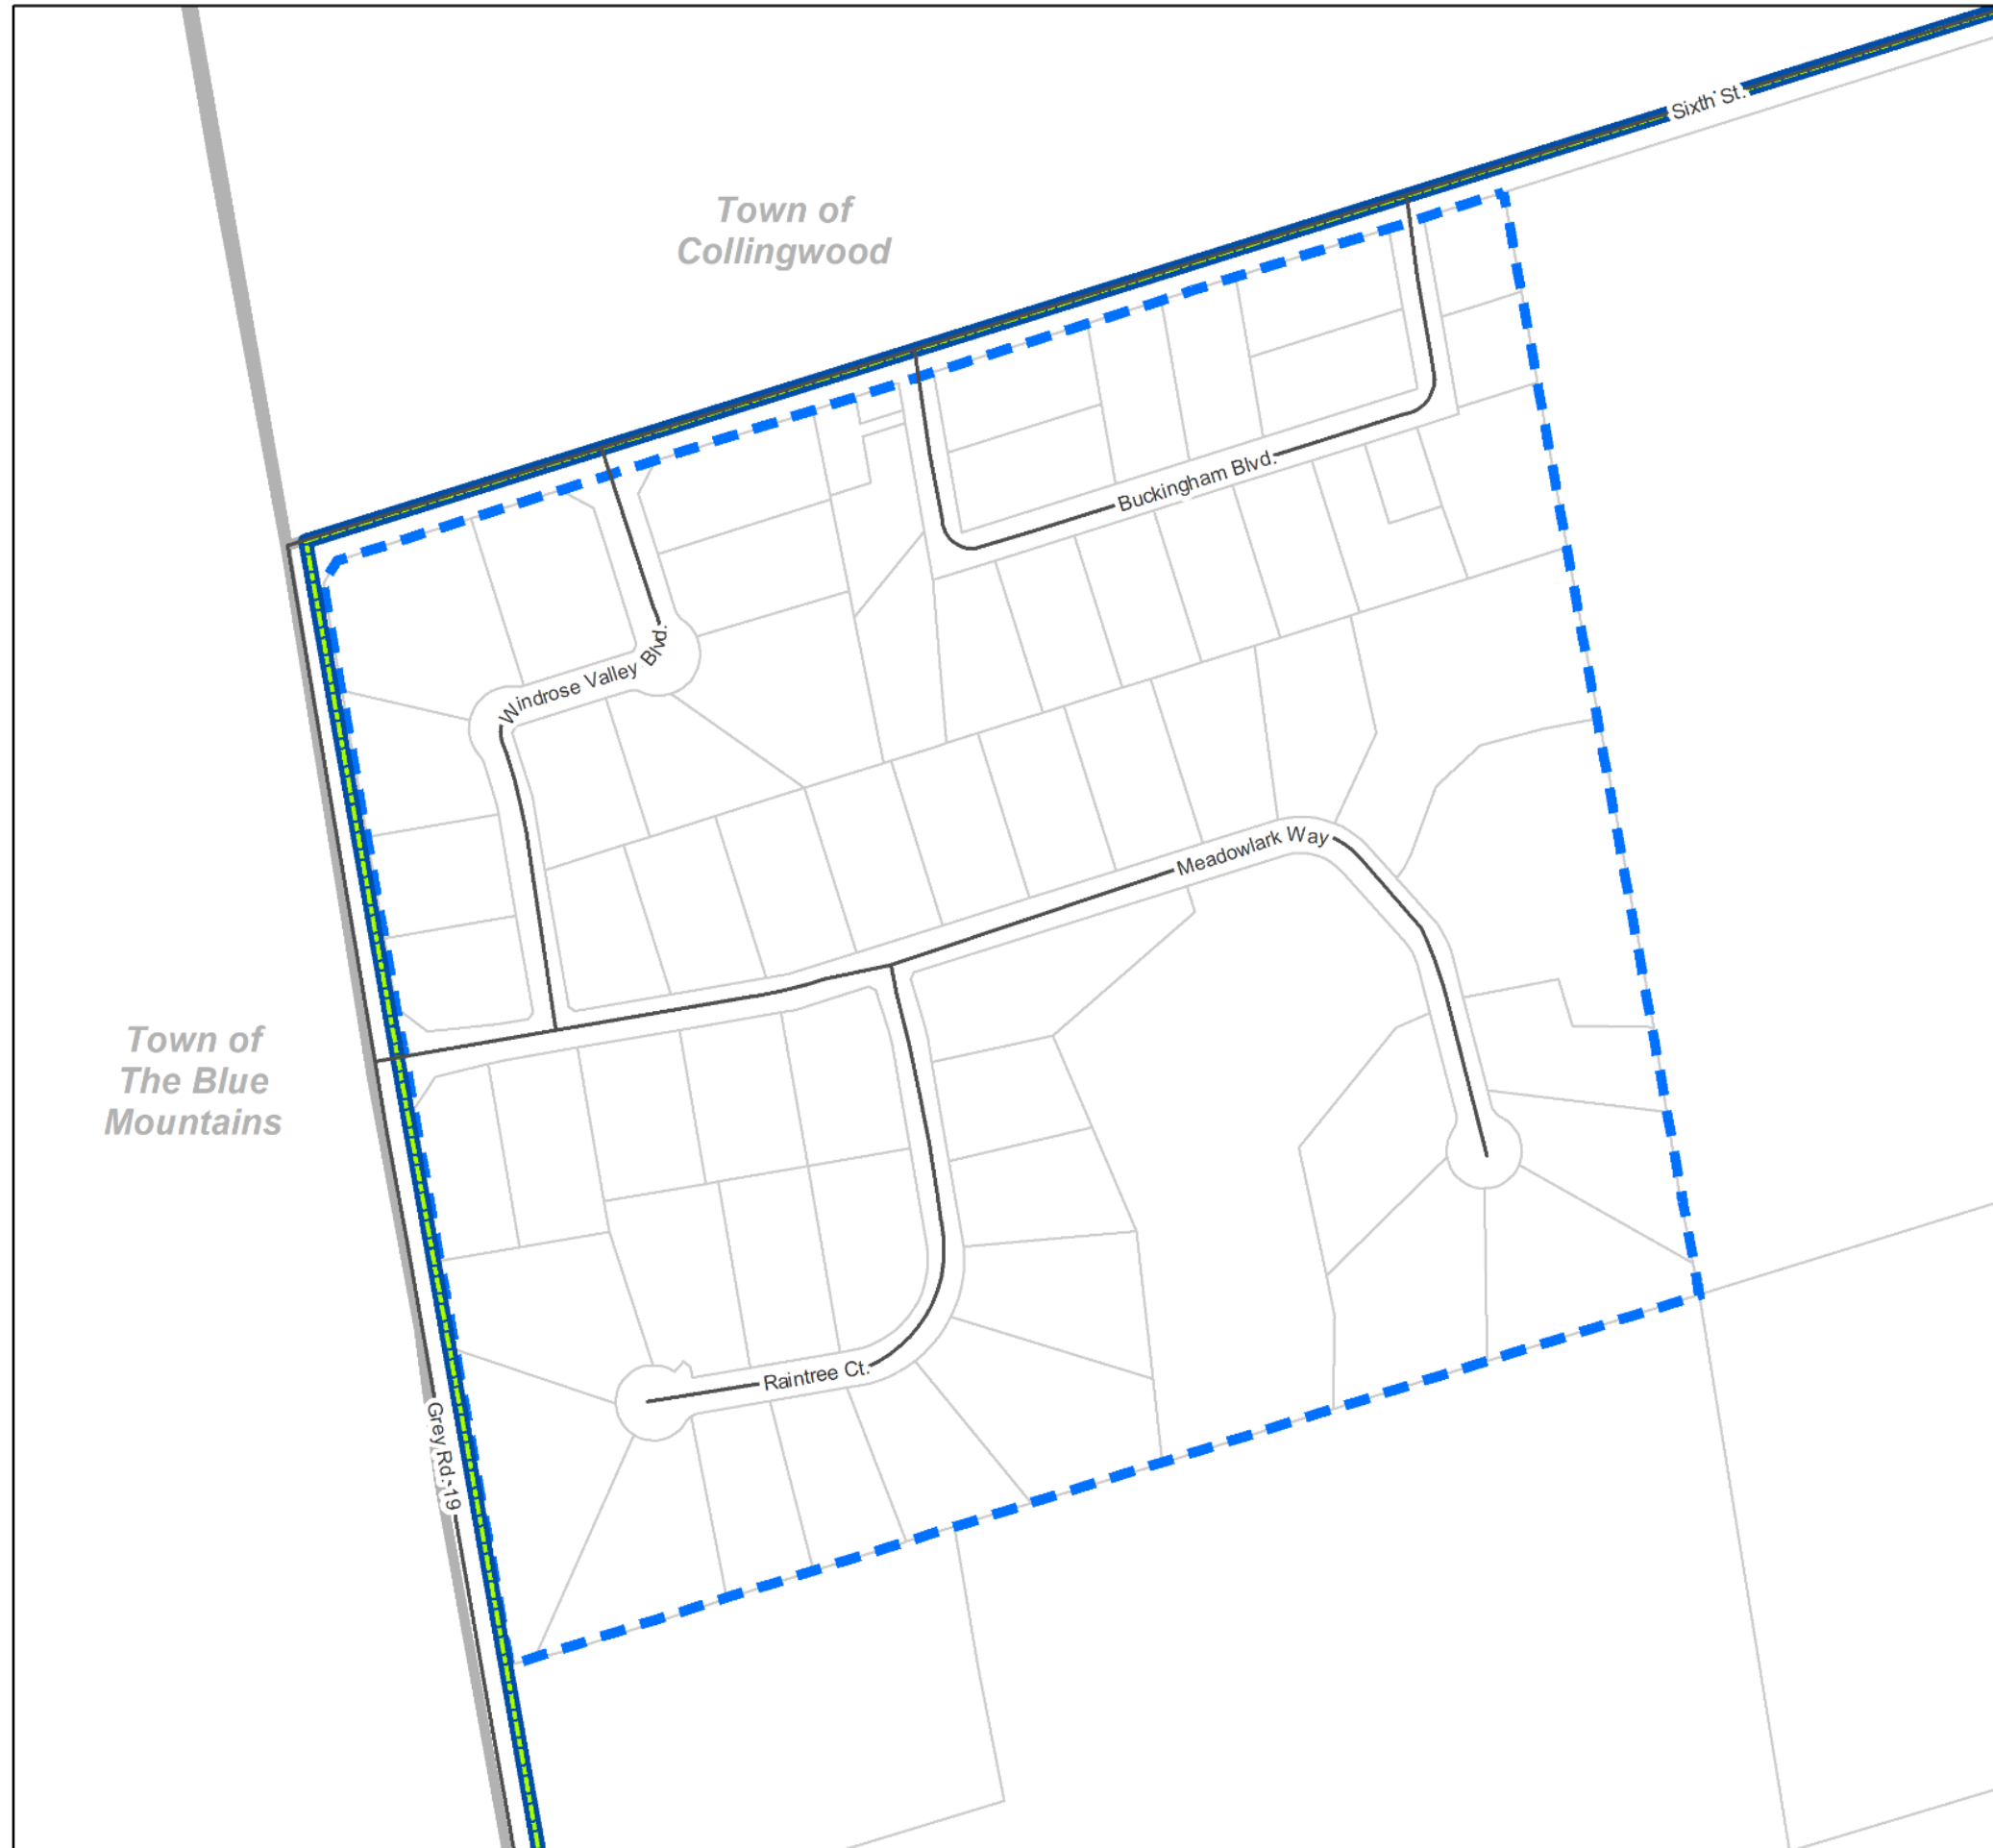 Sixth St.
Town of
Collingwood
Buckingham Blvd.
Windrose Valley Blvd.
Meadowlark Way
Town of
The Blue
Mountains
Raintree Ct.
Grey Rd. 19